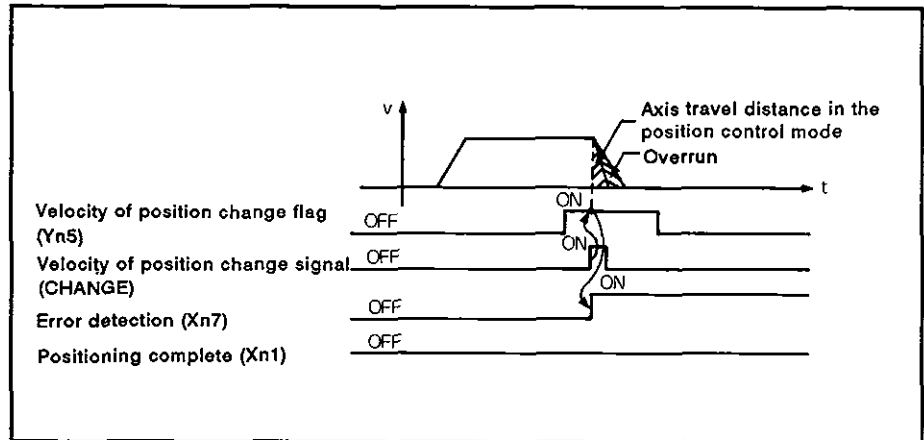 v
Axis travel distance in the
position control mode
Overrun
t
Velocity of position change flag
(Yn5)
OFF
ON
Velocity of position change signal
(CHANGE)
OFF
ON
Error detection (Xn7)
OFF
ON
Positioning complete (Xn1)
OFF